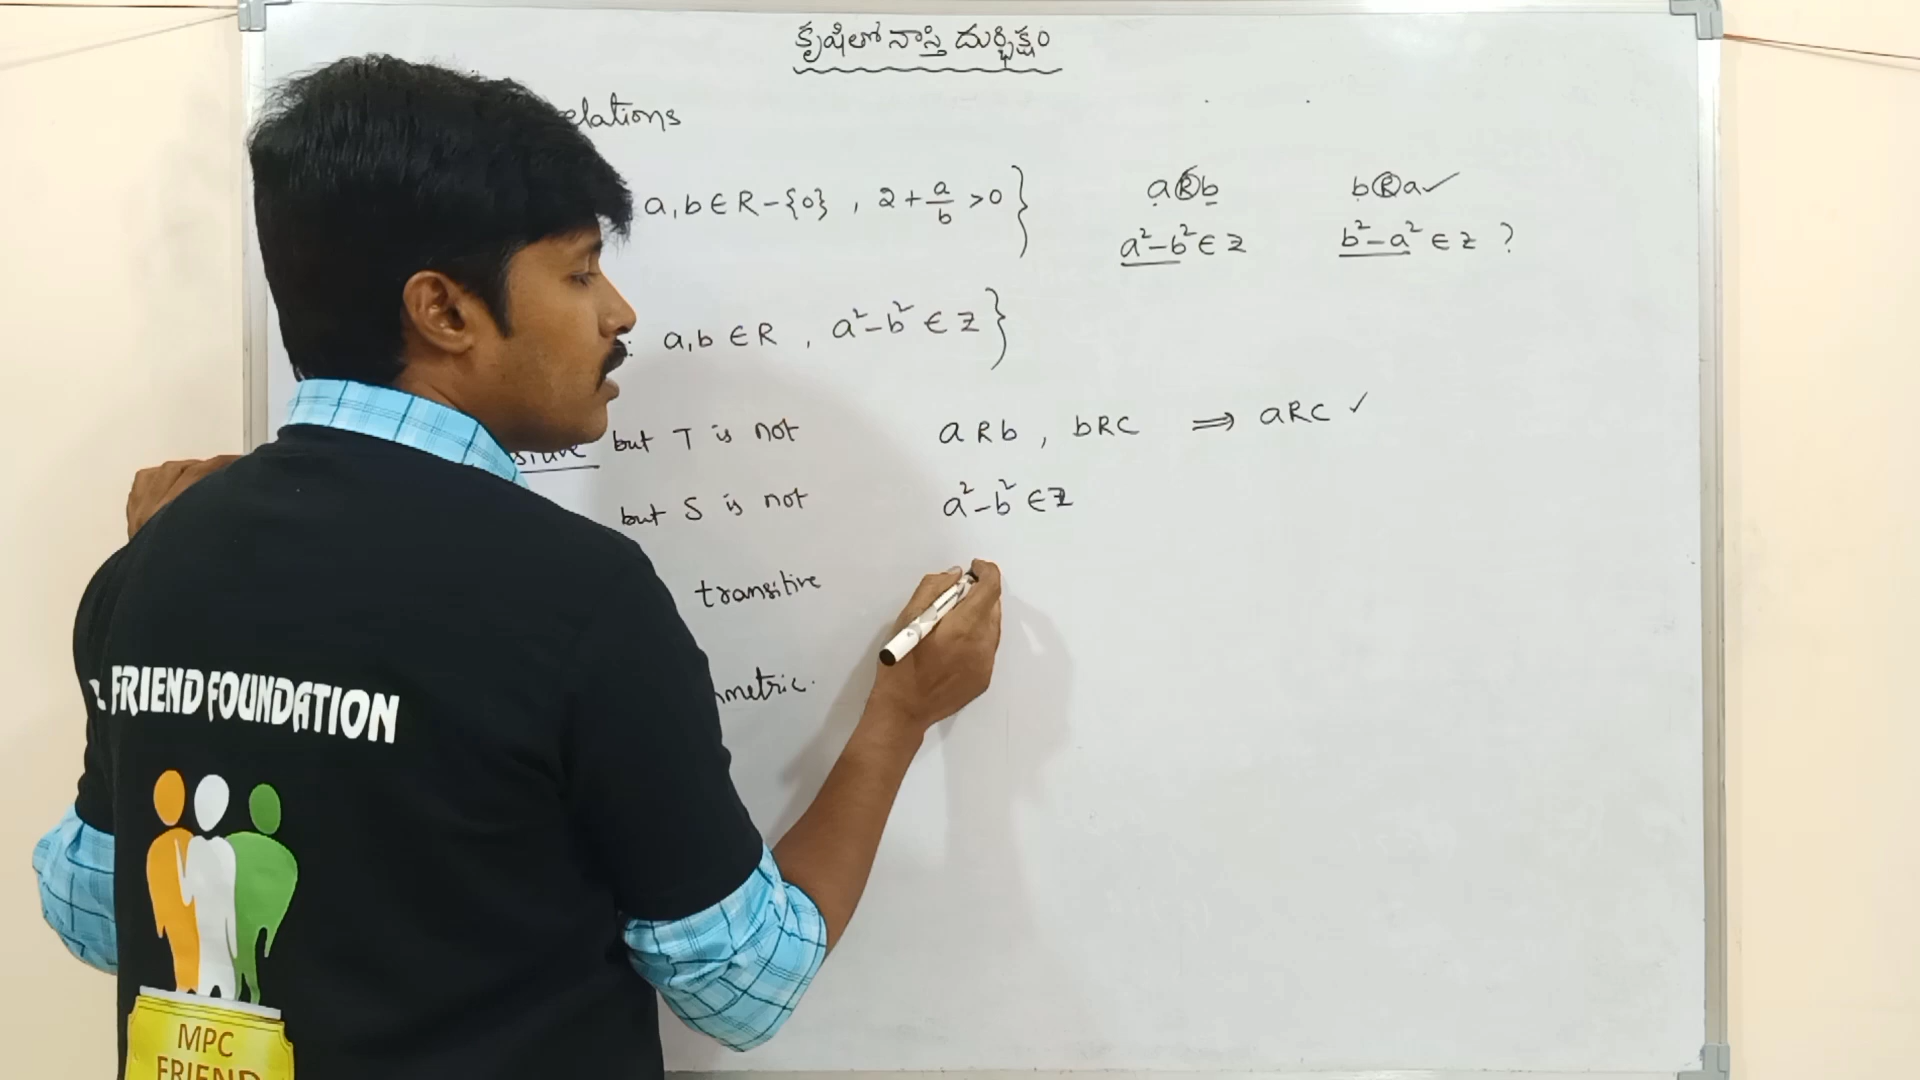 కృషితో నాస్తి దుర్భిక్షం
elations
a,b ∈ R-{0}, 2+a/b >0}
: a,b ∈ R, a²-b² ∈ Z}
but T is not
but S is not
transitive
mmetric.
aRb
bRa✓
a²-b² ∈ Z
b²-a² ∈ Z ?
aRb, bRC ⟹ aRC ✓
a²-b² ∈ Z
FRIEND FOUNDATION
MPC
FRIEND